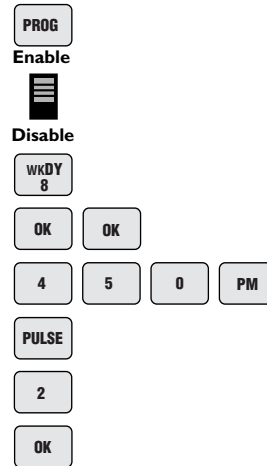 PROG
Enable
Disable
WKDY
8
OK OK
4 5 0 PM
PULSE
2
OK